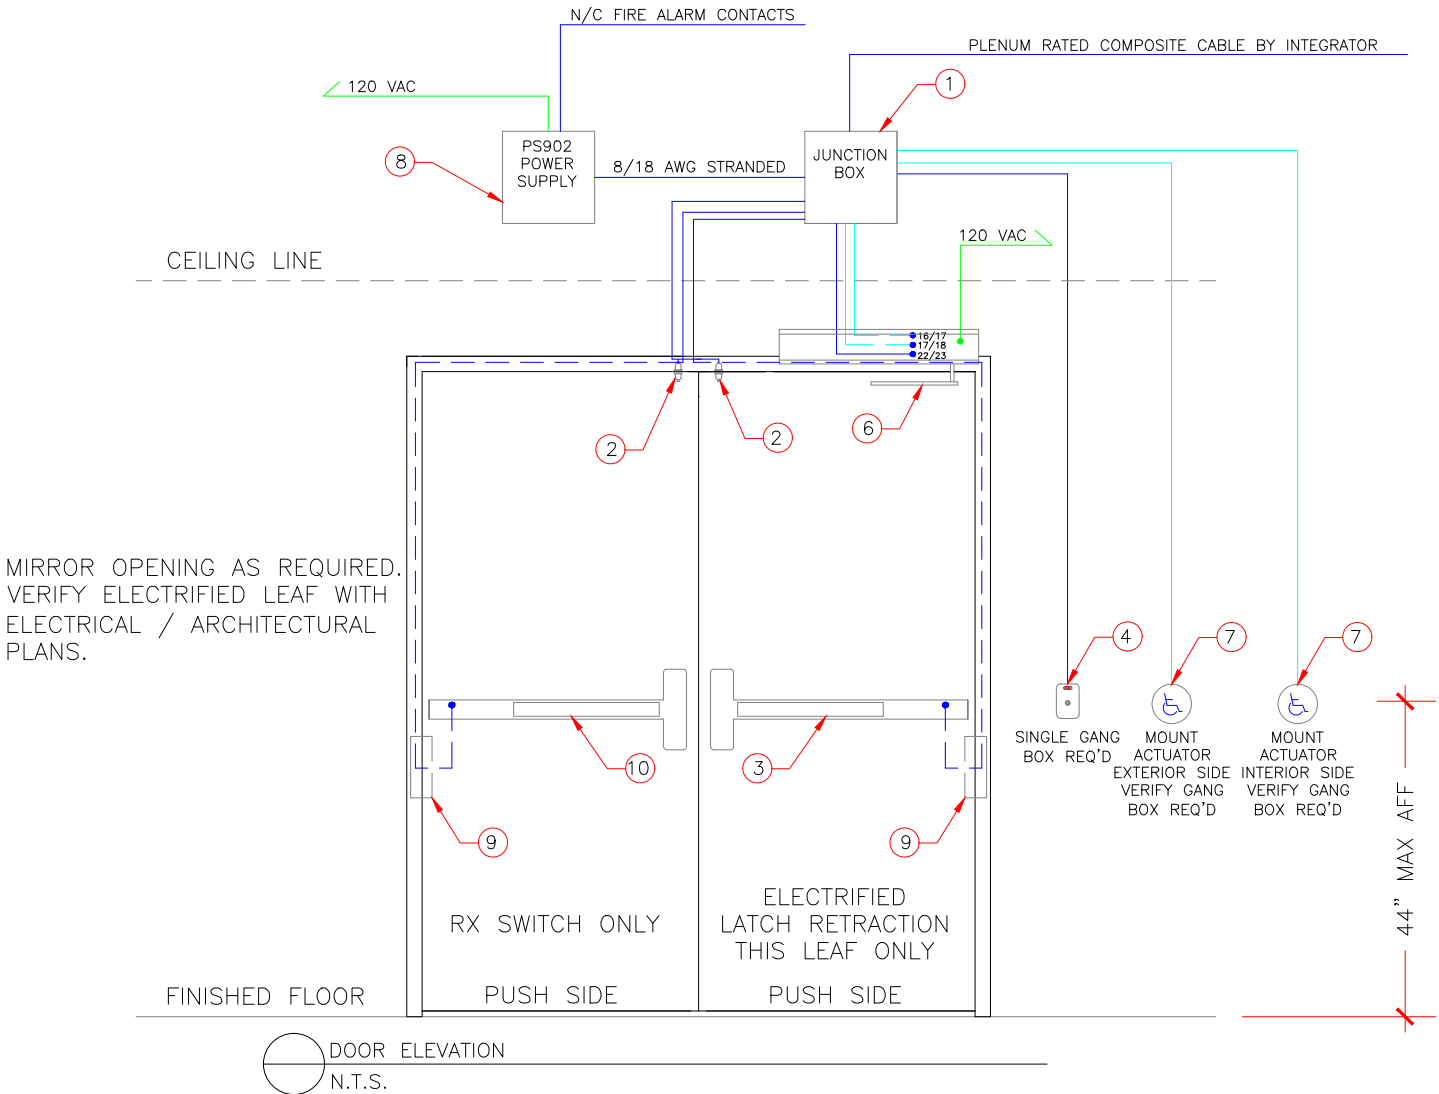 N/C FIRE ALARM CONTACTS
PLENUM RATED COMPOSITE CABLE BY INTEGRATOR
120 VAC
1
PS902
POWER
SUPPLY
8
8/18 AWG STRANDED
JUNCTION
BOX
120 VAC
CEILING LINE
16/17
17/18
22/23
2
2
6
MIRROR OPENING AS REQUIRED.
VERIFY ELECTRIFIED LEAF WITH
ELECTRICAL / ARCHITECTURAL
PLANS.
4
7
7
SINGLE GANG
BOX REQ'D
MOUNT
ACTUATOR
EXTERIOR SIDE
VERIFY GANG
BOX REQ'D
MOUNT
ACTUATOR
INTERIOR SIDE
VERIFY GANG
BOX REQ'D
10
3
9
9
44" MAX AFF
RX SWITCH ONLY
ELECTRIFIED
LATCH RETRACTION
THIS LEAF ONLY
FINISHED FLOOR
PUSH SIDE
PUSH SIDE
DOOR ELEVATION
N.T.S.